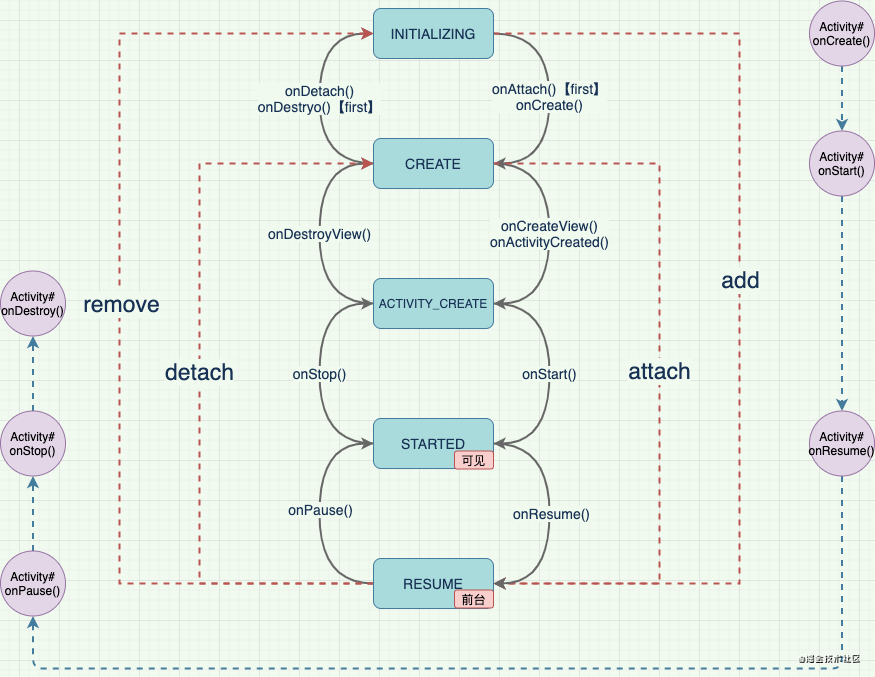 INITIALIZING
Activity#
onCreate()
onDetach()
onDestryo()【first】
onAttach()【first】
onCreate()
CREATE
Activity#
onStart()
onDestroyView()
onCreateView()
onActivityCreated()
add
Activity#
onDestroy()
remove
ACTIVITY_CREATE
detach
onStop()
onStart()
attach
Activity#
onStop()
STARTED
可见
Activity#
onResume()
onPause()
onResume()
Activity#
onPause()
RESUME
前台
@掘金技术社区